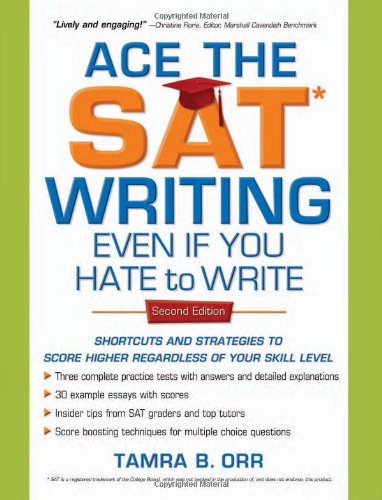 Copyrighted Material
"Lively and engaging!" —Christine Florie, Editor, Marshall Cavendish Benchmark
ACE THE
SAT*
WRITING
EVEN IF YOU
HATE to WRITE
Second Edition
SHORTCUTS AND STRATEGIES TO
SCORE HIGHER REGARDLESS OF YOUR SKILL LEVEL
Three complete practice tests with answers and detailed explanations
30 example essays with scores
Insider tips from SAT graders and top tutors
Score boosting techniques for multiple choice questions
TAMRA B. ORR
* SAT is a registered trademark of the College Board, which was not involved in the production of, and does not endorse, this product.
Copyrighted Material